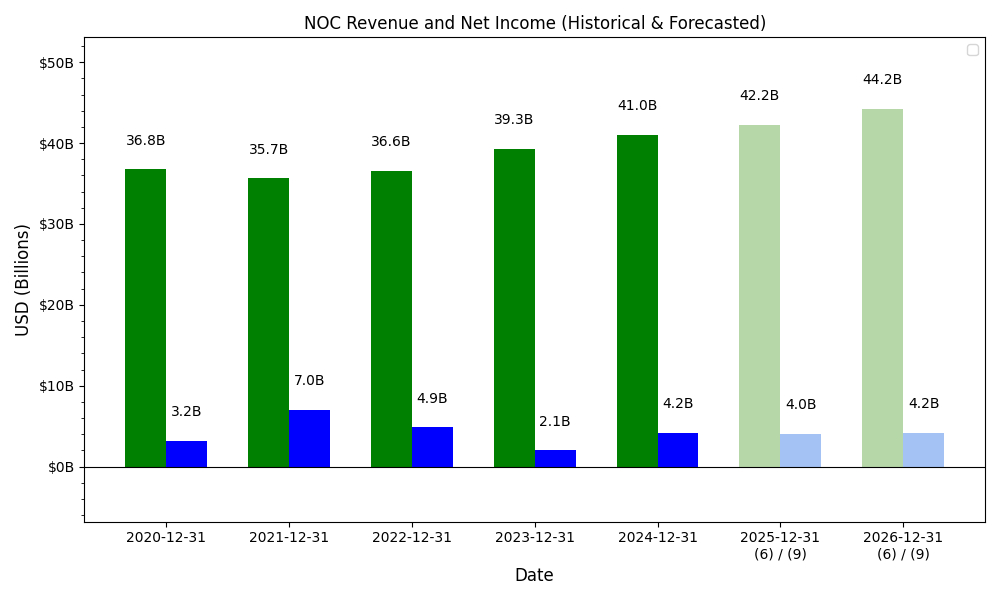 NOC Revenue and Net Income (Historical & Forecasted)
USD (Billions)
$50B
$40B
$30B
$20B
$10B
$0B
36.8B
3.2B
35.7B
7.0B
36.6B
4.9B
39.3B
2.1B
41.0B
4.2B
42.2B
4.0B
44.2B
4.2B
2020-12-31
2021-12-31
2022-12-31
2023-12-31
2024-12-31
2025-12-31
(6) / (9)
2026-12-31
(6) / (9)
Date